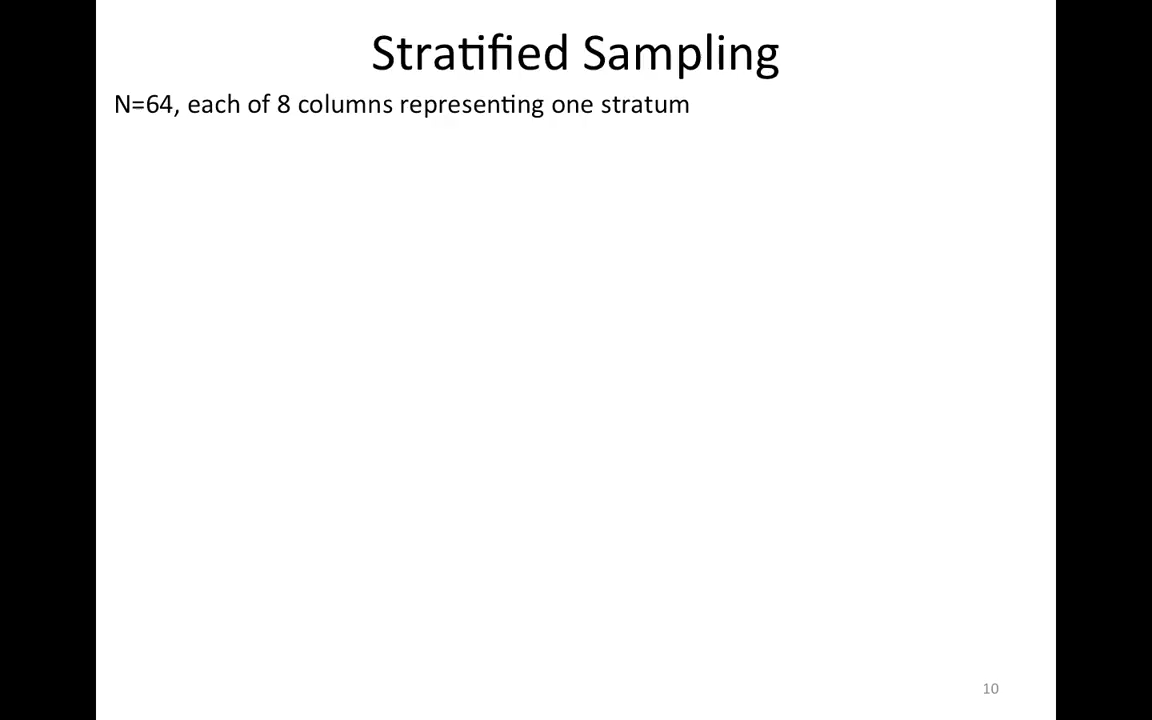 Stratified Sampling
N=64, each of 8 columns representing one stratum
10